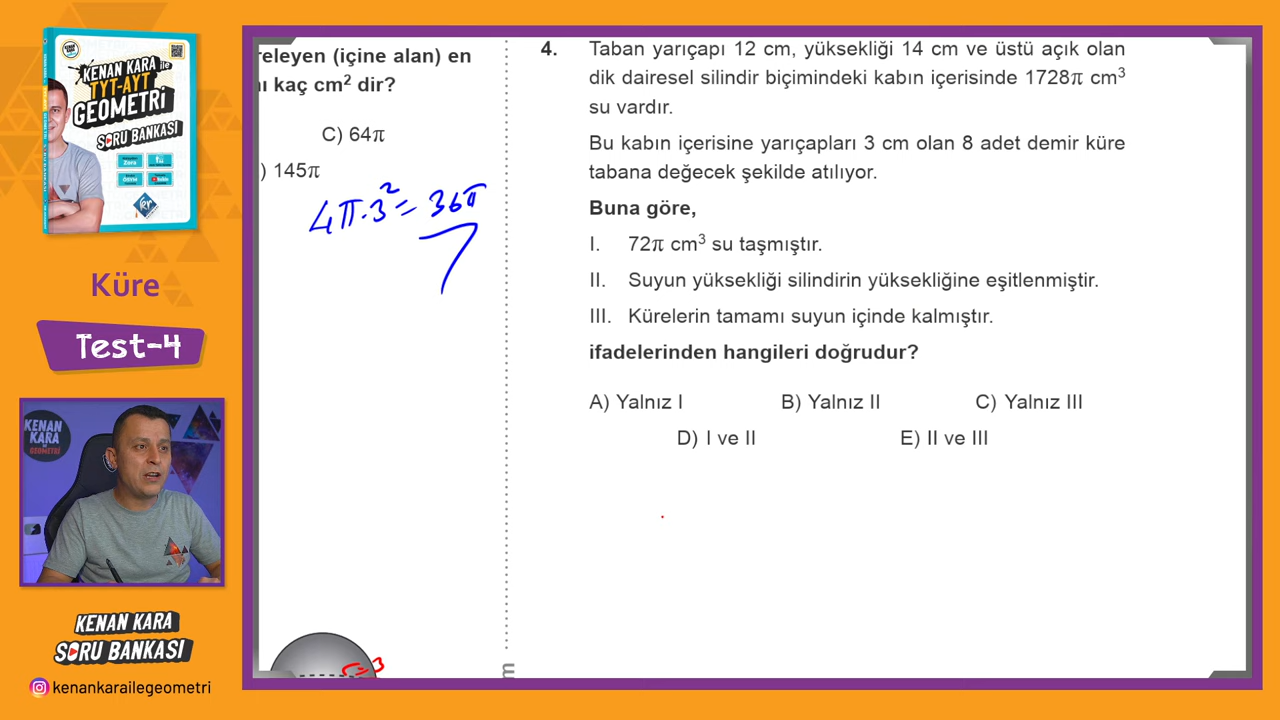 KENAN KARA ile
TYT-AYT
GEOMETRİ
SORU BANKASI
Küre
Test-4
KENAN
KARA
GEOMETRİ
KENAN KARA
SORU BANKASI
kenankarailegeometri
releyen (içine alan) en
nı kaç cm² dir?
C) 64π
) 145π
4π.3² = 36π
r=3
4. Taban yarıçapı 12 cm, yüksekliği 14 cm ve üstü açık olan
dik dairesel silindir biçimindeki kabın içerisinde 1728π cm³
su vardır.
Bu kabın içerisine yarıçapları 3 cm olan 8 adet demir küre
tabana değecek şekilde atılıyor.
Buna göre,
I. 72π cm³ su taşmıştır.
II. Suyun yüksekliği silindirin yüksekliğine eşitlenmiştir.
III. Kürelerin tamamı suyun içinde kalmıştır.
ifadelerinden hangileri doğrudur?
A) Yalnız I B) Yalnız II C) Yalnız III
D) I ve II E) II ve III